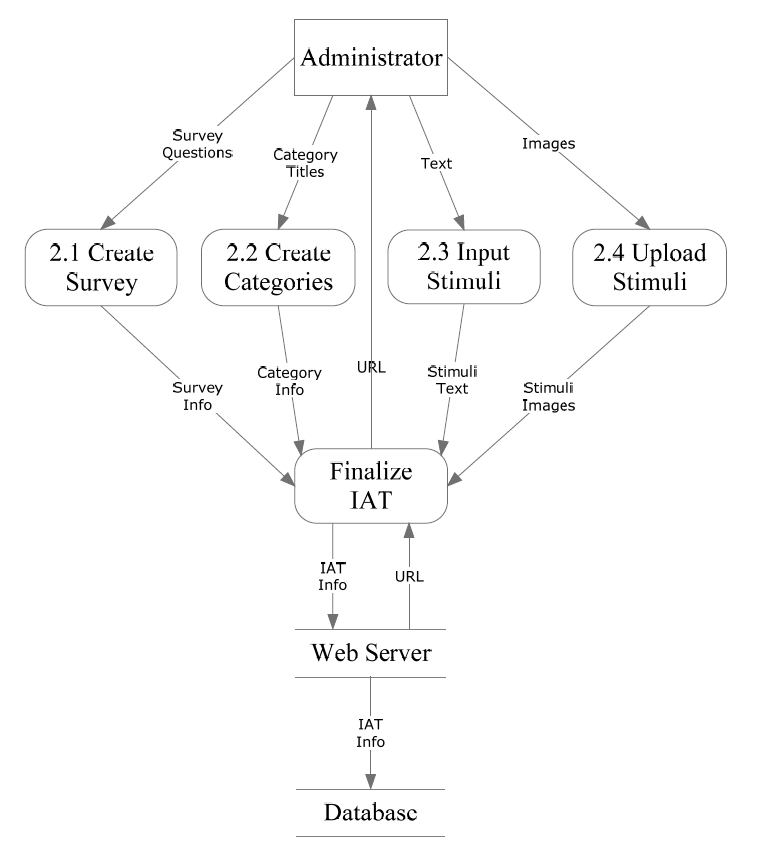 Administrator
Survey
Questions
Category
Titles
Text
Images
2.1 Create
Survey
2.2 Create
Categories
2.3 Input
Stimuli
2.4 Upload
Stimuli
Survey
Info
Category
Info
URL
Stimuli
Text
Stimuli
Images
Finalize
IAT
IAT
Info
URL
Web Server
IAT
Info
Database